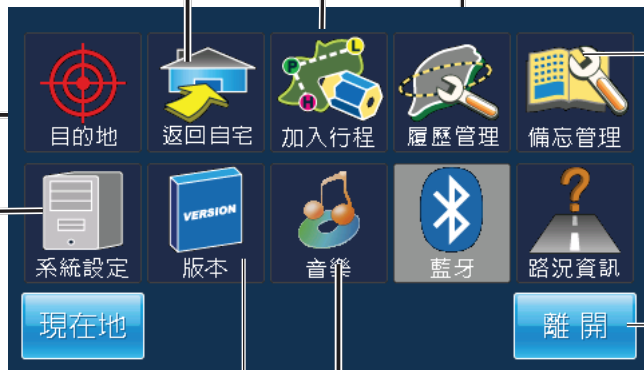 目的地
返回自宅
加入行程
履歷管理
備忘管理
系統設定
VERSION
版本
音樂
藍牙
路況資訊
現在地
離開